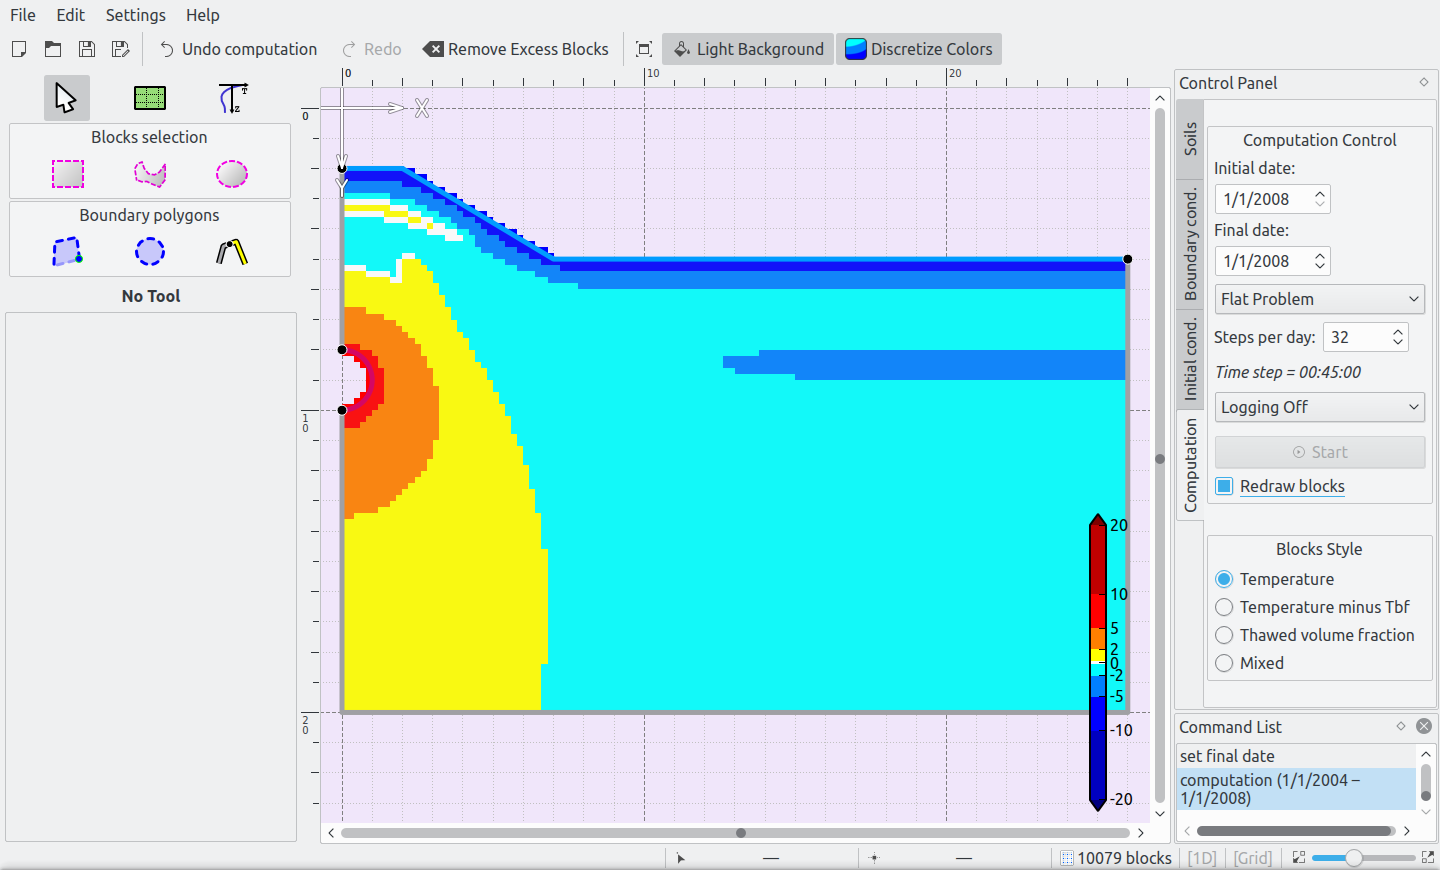 File Edit Settings Help
Undo computation Redo Remove Excess Blocks Light Background Discretize Colors
T
z
Blocks selection
Boundary polygons
No Tool
0 10 20
0
10
20
X
Y
20
10
5
2
0
-2
-5
-10
-20
Control Panel
Soils
Boundary cond.
Initial cond.
Computation
Computation Control
Initial date:
1/1/2008
Final date:
1/1/2008
Flat Problem
Steps per day: 32
Time step = 00:45:00
Logging Off
Start
Redraw blocks
Blocks Style
Temperature
Temperature minus Tbf
Thawed volume fraction
Mixed
Command List
set final date
computation (1/1/2004 –
1/1/2008)
— — 10079 blocks [1D] [Grid]